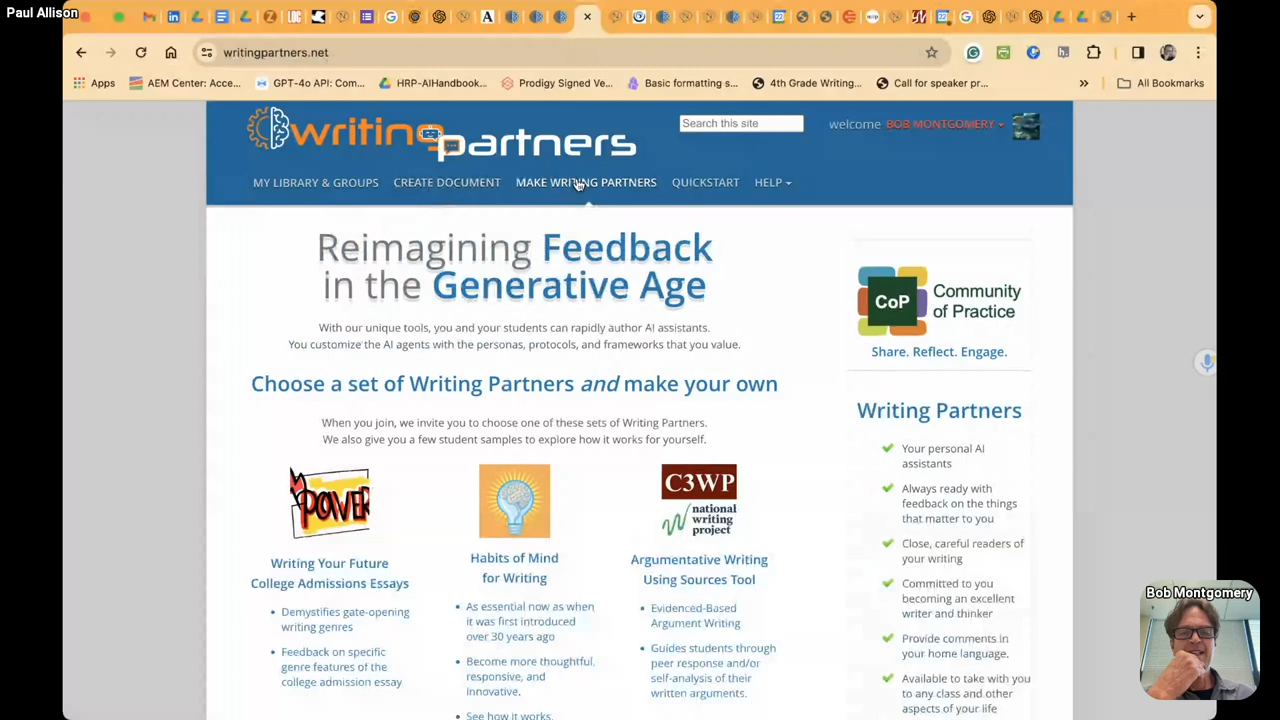 Paul Allison
writingpartners.net
Apps
AEM Center: Acce...
GPT-4o API: Com...
HRP-AIHandbook...
Prodigy Signed Ve...
Basic formatting s...
4th Grade Writing...
Call for speaker pr...
»
All Bookmarks
writing
partners
Search this site
welcome BOB MONTGOMERY
MY LIBRARY & GROUPS
CREATE DOCUMENT
MAKE WRITING PARTNERS
QUICKSTART
HELP
Reimagining Feedback
in the Generative Age
With our unique tools, you and your students can rapidly author AI assistants.
You customize the AI agents with the personas, protocols, and frameworks that you value.
Choose a set of Writing Partners and make your own
When you join, we invite you to choose one of these sets of Writing Partners.
We also give you a few student samples to explore how it works for yourself.
POWER
Writing Your Future
College Admissions Essays
• Demystifies gate-opening
writing genres
• Feedback on specific
genre features of the
college admission essay
Habits of Mind
for Writing
• As essential now as when
it was first introduced
over 30 years ago
• Become more thoughtful,
responsive, and
innovative.
• See how it works.
C3WP
national
writing
project
Argumentative Writing
Using Sources Tool
• Evidenced-Based
Argument Writing
• Guides students through
peer response and/or
self-analysis of their
written arguments.
CoP
Community
of Practice
Share. Reflect. Engage.
Writing Partners
Your personal AI
assistants
Always ready with
feedback on the things
that matter to you
Close, careful readers of
your writing
Committed to you
becoming an excellent
writer and thinker
Provide comments in
your home language.
Available to take with you
to any class and other
aspects of your life
Bob Montgomery